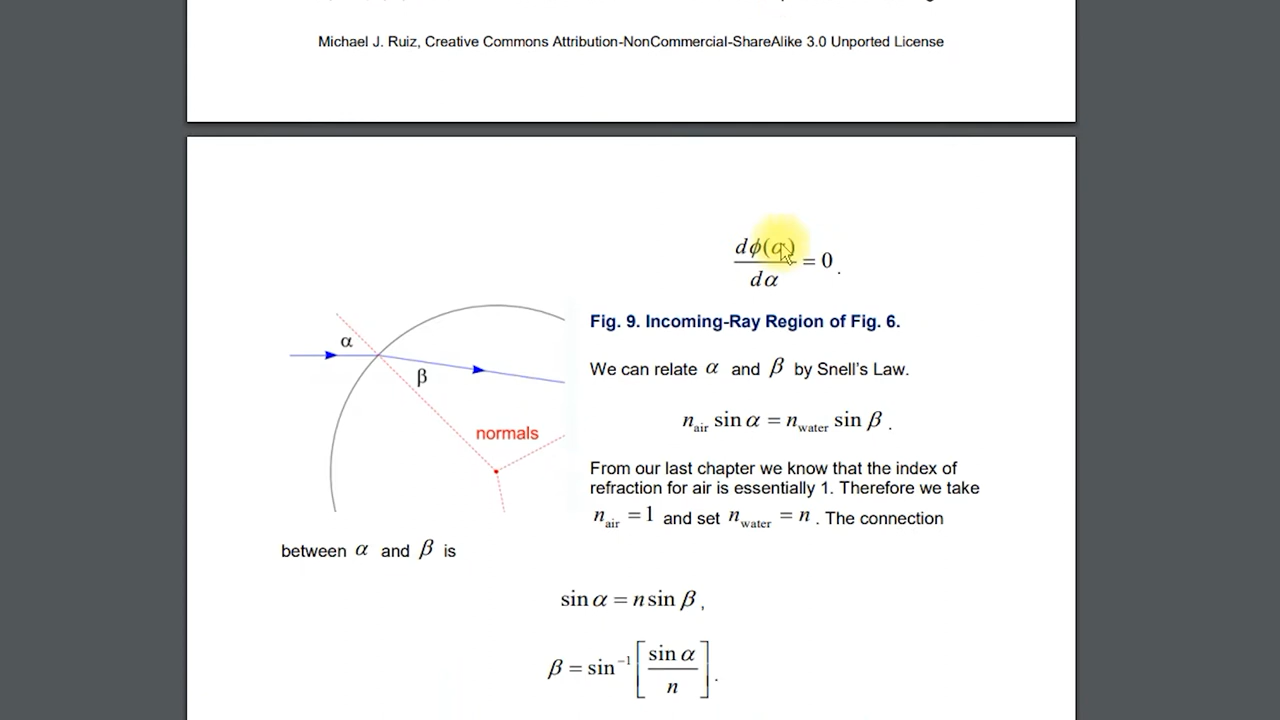 Michael J. Ruiz, Creative Commons Attribution-NonCommercial-ShareAlike 3.0 Unported License
dϕ(α)/dα = 0 .
Fig. 9. Incoming-Ray Region of Fig. 6.
α
β
normals
We can relate α and β by Snell's Law.
n_air sin α = n_water sin β .
From our last chapter we know that the index of
refraction for air is essentially 1. Therefore we take
n_air = 1 and set n_water = n . The connection
between α and β is
sin α = n sin β ,
β = sin⁻¹ [ sin α / n ] .